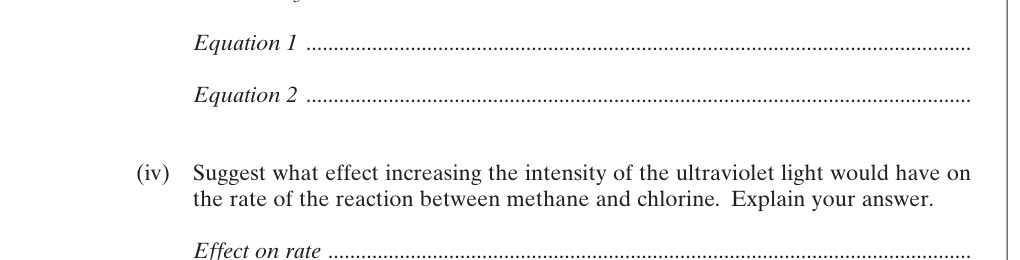 Equation 1 ..........................................................................................................................
Equation 2 ..........................................................................................................................
(iv) Suggest what effect increasing the intensity of the ultraviolet light would have on
the rate of the reaction between methane and chlorine. Explain your answer.
Effect on rate ......................................................................................................................